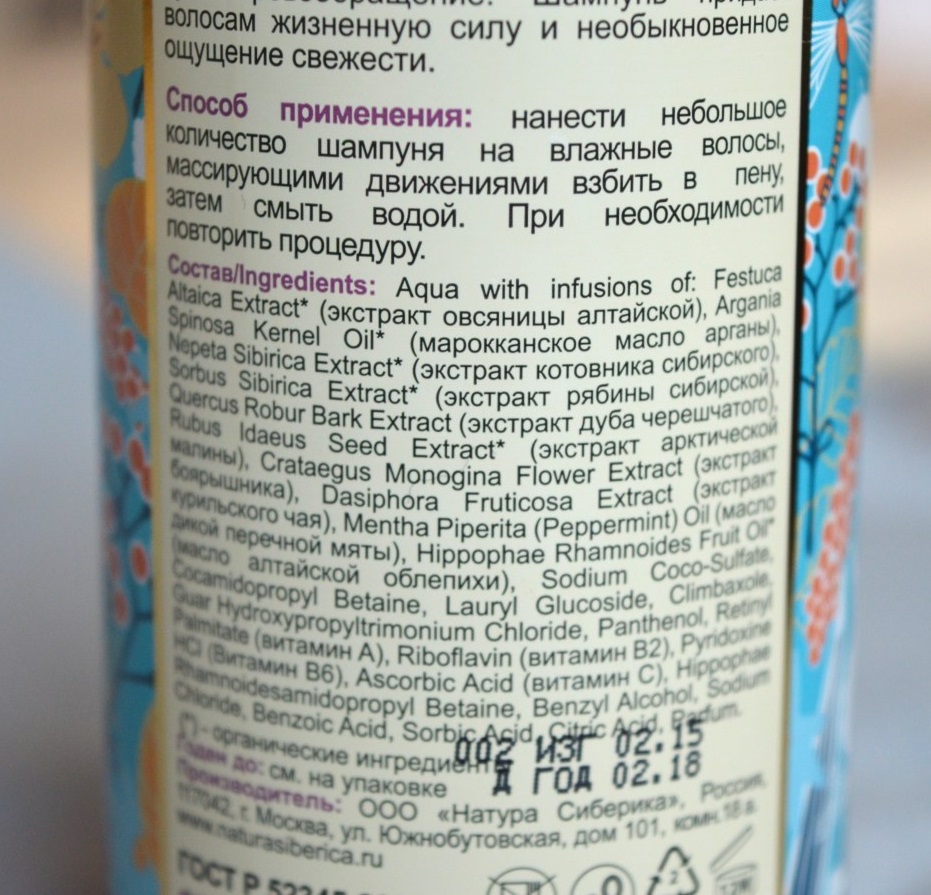 волосам жизненную силу и необыкновенное
ощущение свежести.
Способ применения: нанести небольшое
количество шампуня на влажные волосы,
массирующими движениями взбить в пену,
затем смыть водой. При необходимости
повторить процедуру.
Состав/Ingredients: Aqua with infusions of: Festuca
Altaica Extract* (экстракт овсяницы алтайской), Argania
Spinosa Kernel Oil* (марокканское масло арганы),
Nepeta Sibirica Extract* (экстракт котовника сибирского),
Sorbus Sibirica Extract* (экстракт рябины сибирской),
Quercus Robur Bark Extract (экстракт дуба черешчатого),
Rubus Idaeus Seed Extract* (экстракт арктической
малины), Crataegus Monogina Flower Extract (экстракт
боярышника), Dasiphora Fruticosa Extract (экстракт
курильского чая), Mentha Piperita (Peppermint) Oil (масло
дикой перечной мяты), Hippophae Rhamnoides Fruit Oil*
(масло алтайской облепихи), Sodium Coco-Sulfate,
Cocamidopropyl Betaine, Lauryl Glucoside, Climbaxole,
Guar Hydroxypropyltrimonium Chloride, Panthenol, Retinyl
Palmitate (витамин А), Riboflavin (витамин В2), Pyridoxine
HCl (Витамин В6), Ascorbic Acid (витамин С), Hippophae
Rhamnoidesamidopropyl Betaine, Benzyl Alcohol, Sodium
Chloride, Benzoic Acid, Sorbic Acid, Citric Acid, Parfum.
(*) - органические ингредиенты
002 ИЗГ 02.15
Годен до: см. на упаковке
Д ГОД 02.18
Производитель: ООО «Натура Сиберика», Россия,
117042, г. Москва, ул. Южнобутовская, дом 101, комн.18 а.
www.naturasiberica.ru
ГОСТ Р